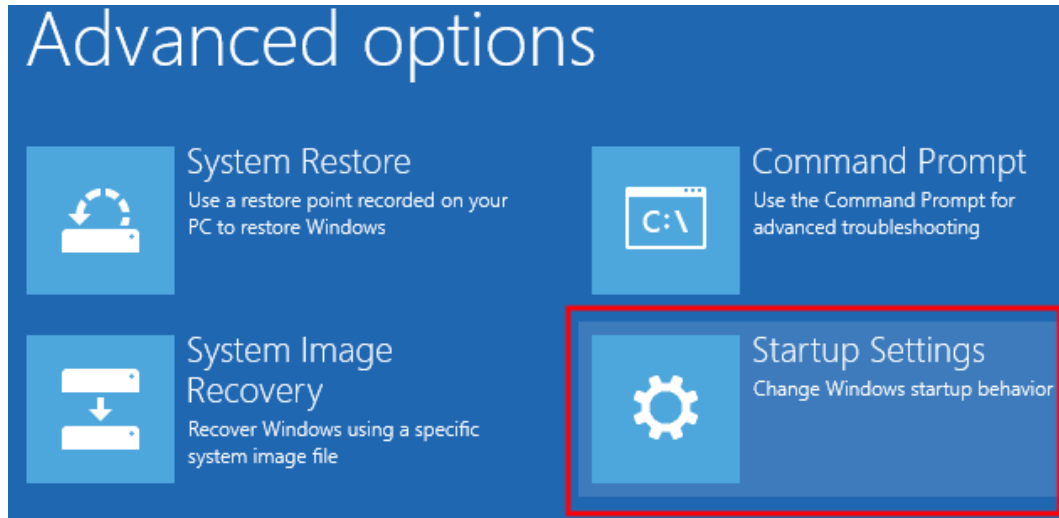 Advanced options
System Restore
Use a restore point recorded on your
PC to restore Windows
Command Prompt
Use the Command Prompt for
advanced troubleshooting
C:\
System Image
Recovery
Recover Windows using a specific
system image file
Startup Settings
Change Windows startup behavior